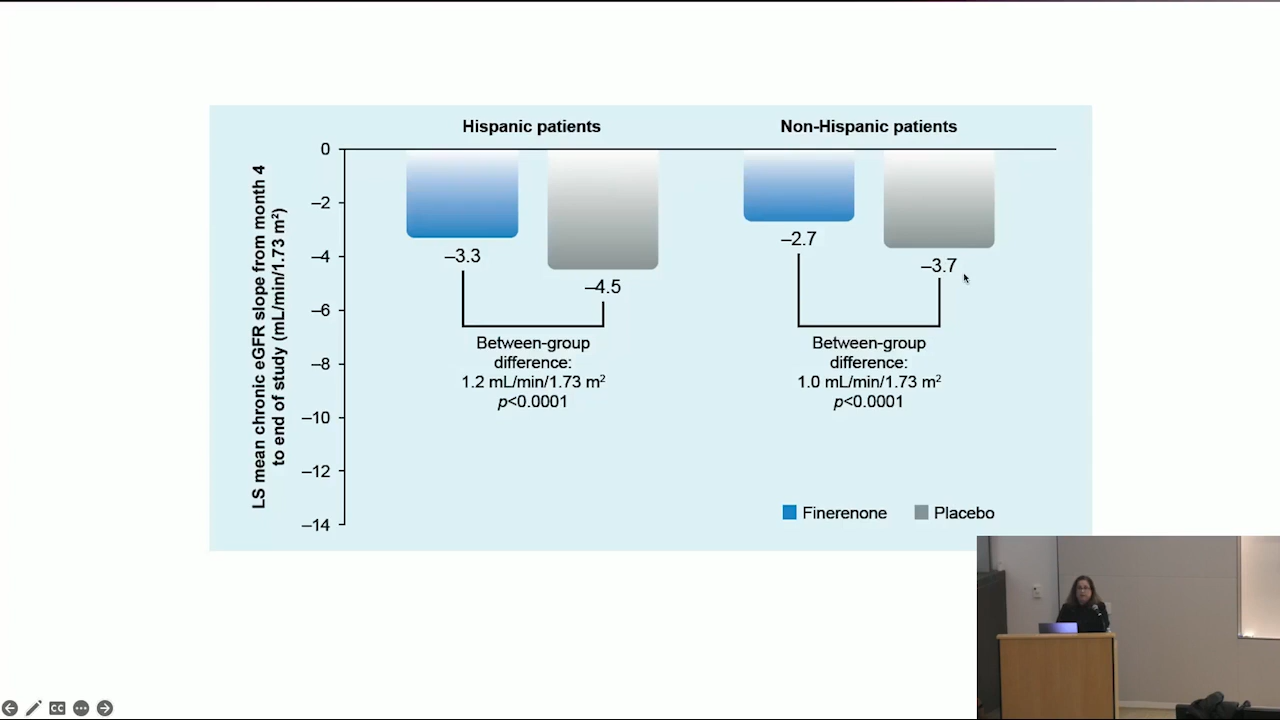 Hispanic patients
Non-Hispanic patients
LS mean chronic eGFR slope from month 4
to end of study (mL/min/1.73 m²)
0
–2
–4
–6
–8
–10
–12
–14
–3.3
–4.5
Between-group
difference:
1.2 mL/min/1.73 m²
p<0.0001
–2.7
–3.7
Between-group
difference:
1.0 mL/min/1.73 m²
p<0.0001
Finerenone
Placebo
CC